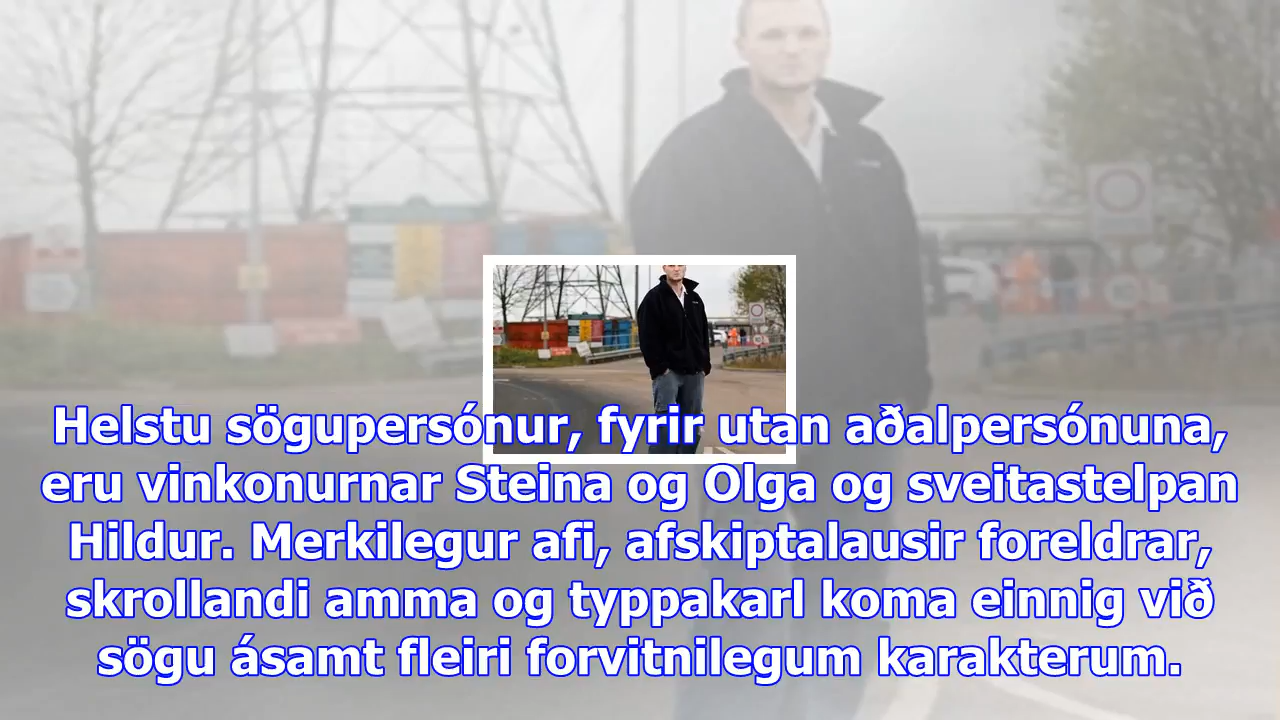 Helstu sögupersónur, fyrir utan aðalpersónuna,
eru vinkonurnar Steina og Olga og sveitastelpan
Hildur. Merkilegur afi, afskiptalausir foreldrar,
skrollandi amma og typpakarl koma einnig við
sögu ásamt fleiri forvitnilegum karakterum.